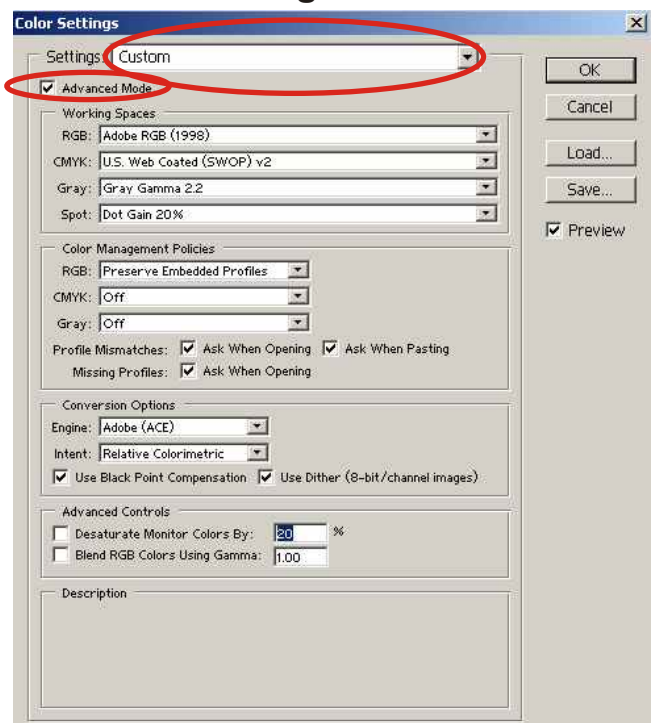 Color Settings
Settings: Custom
OK
Advanced Mode
Cancel
Working Spaces
RGB: Adobe RGB (1998)
CMYK: U.S. Web Coated (SWOP) v2
Load...
Gray: Gray Gamma 2.2
Save...
Spot: Dot Gain 20%
Preview
Color Management Policies
RGB: Preserve Embedded Profiles
CMYK: Off
Gray: Off
Profile Mismatches: Ask When Opening Ask When Pasting
Missing Profiles: Ask When Opening
Conversion Options
Engine: Adobe (ACE)
Intent: Relative Colorimetric
Use Black Point Compensation Use Dither (8-bit/channel images)
Advanced Controls
Desaturate Monitor Colors By: 20 %
Blend RGB Colors Using Gamma: 1.00
Description